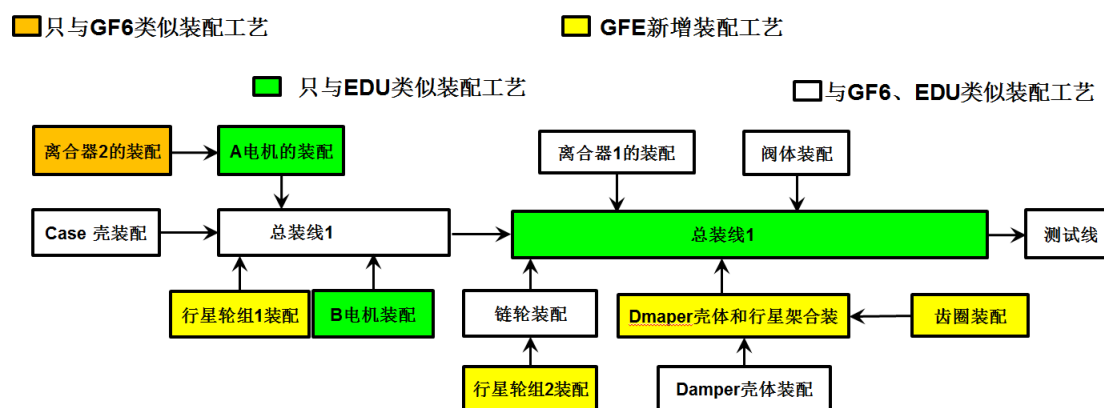 只与GF6类似装配工艺
GFE新增装配工艺
只与EDU类似装配工艺
与GF6、EDU类似装配工艺
离合器2的装配
A电机的装配
离合器1的装配
阀体装配
Case 壳装配
总装线1
总装线1
测试线
行星轮组1装配
B电机装配
链轮装配
Dmaper壳体和行星架合装
齿圈装配
行星轮组2装配
Damper壳体装配